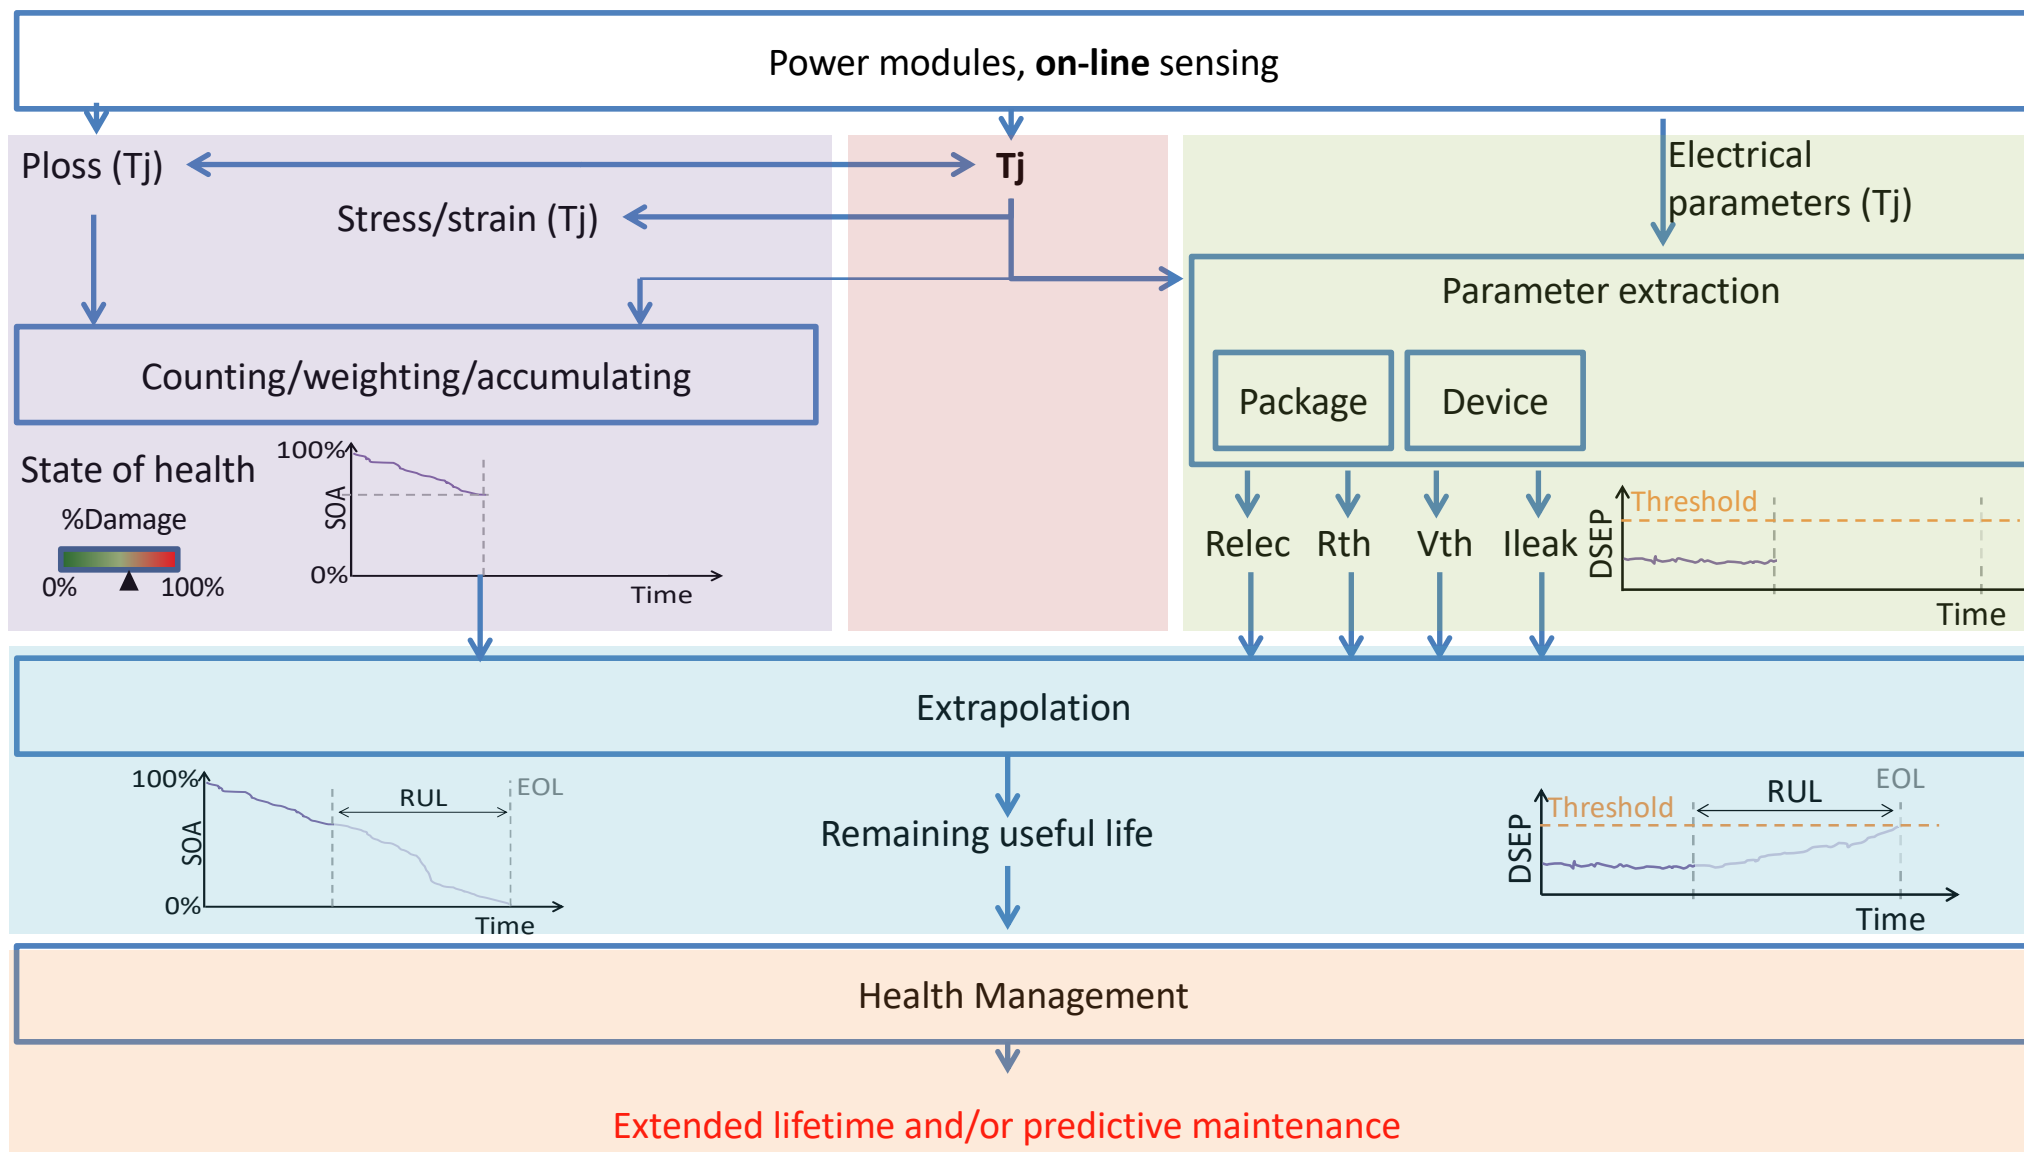 Power modules, on-line sensing
Ploss (Tj)
Tj
Electrical
parameters (Tj)
Stress/strain (Tj)
Parameter extraction
Counting/weighting/accumulating
Package
Device
State of health
%Damage
0%
100%
100%
SOA
0%
Time
Relec
Rth
Vth
Ileak
Threshold
DSEP
Time
Extrapolation
100%
SOA
0%
RUL
EOL
Time
Remaining useful life
Threshold
RUL
EOL
DSEP
Time
Health Management
Extended lifetime and/or predictive maintenance